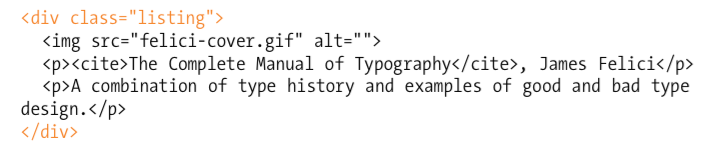 <div class="listing">
<img src="felici-cover.gif" alt="">
<p><cite>The Complete Manual of Typography</cite>, James Felici</p>
<p>A combination of type history and examples of good and bad type
design.</p>
</div>